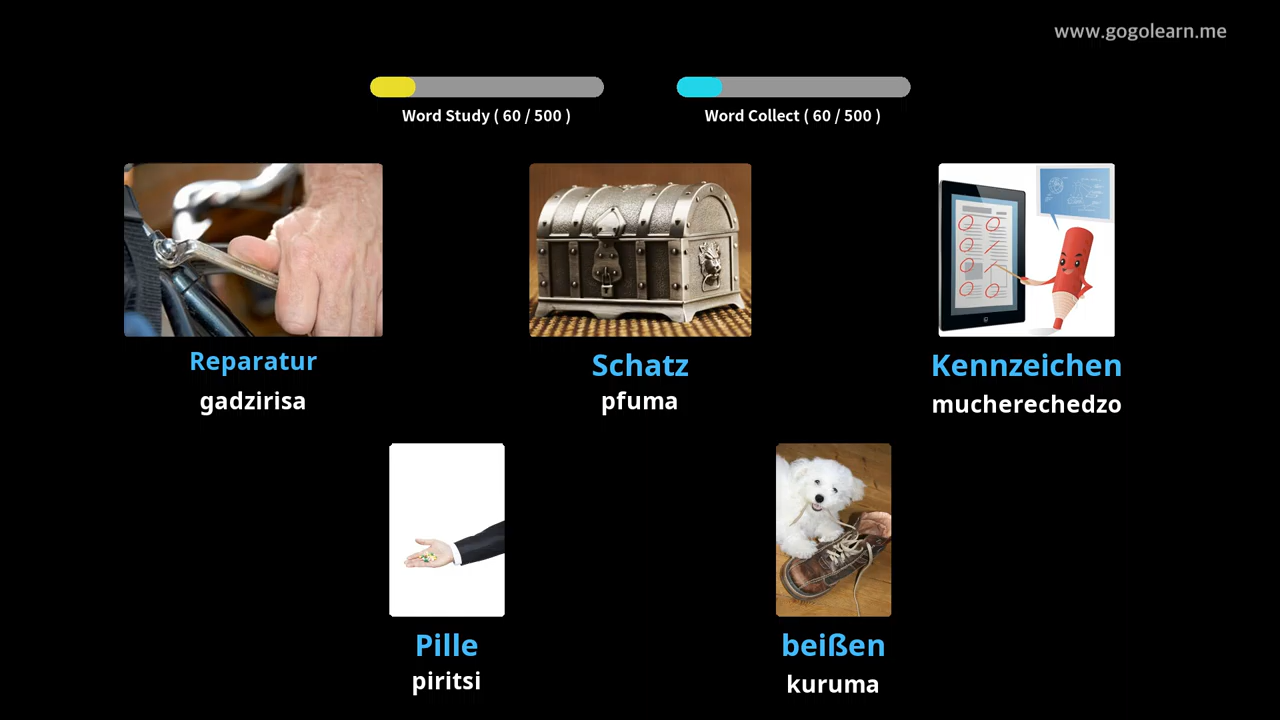 www.gogolearn.me
Word Study ( 60 / 500 )
Word Collect ( 60 / 500 )
Reparatur
gadzirisa
Schatz
pfuma
Kennzeichen
mucherechedzo
Pille
piritsi
beißen
kuruma